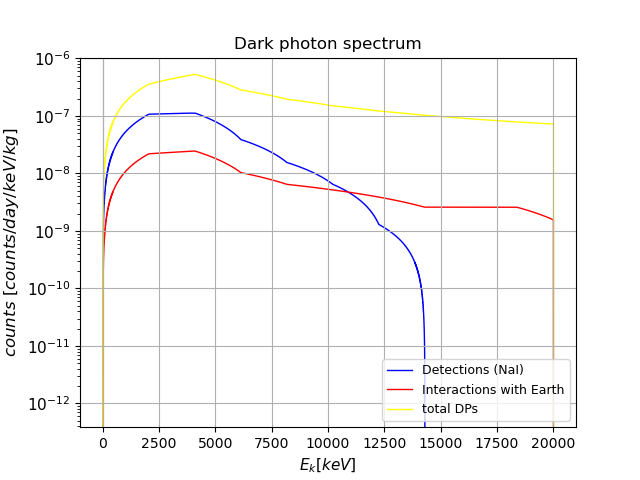 Dark photon spectrum
counts [counts/day/keV/kg]
10⁻⁶
10⁻⁷
10⁻⁸
10⁻⁹
10⁻¹⁰
10⁻¹¹
10⁻¹²
Detections (NaI)
Interactions with Earth
total DPs
0 2500 5000 7500 10000 12500 15000 17500 20000
E_k[keV]